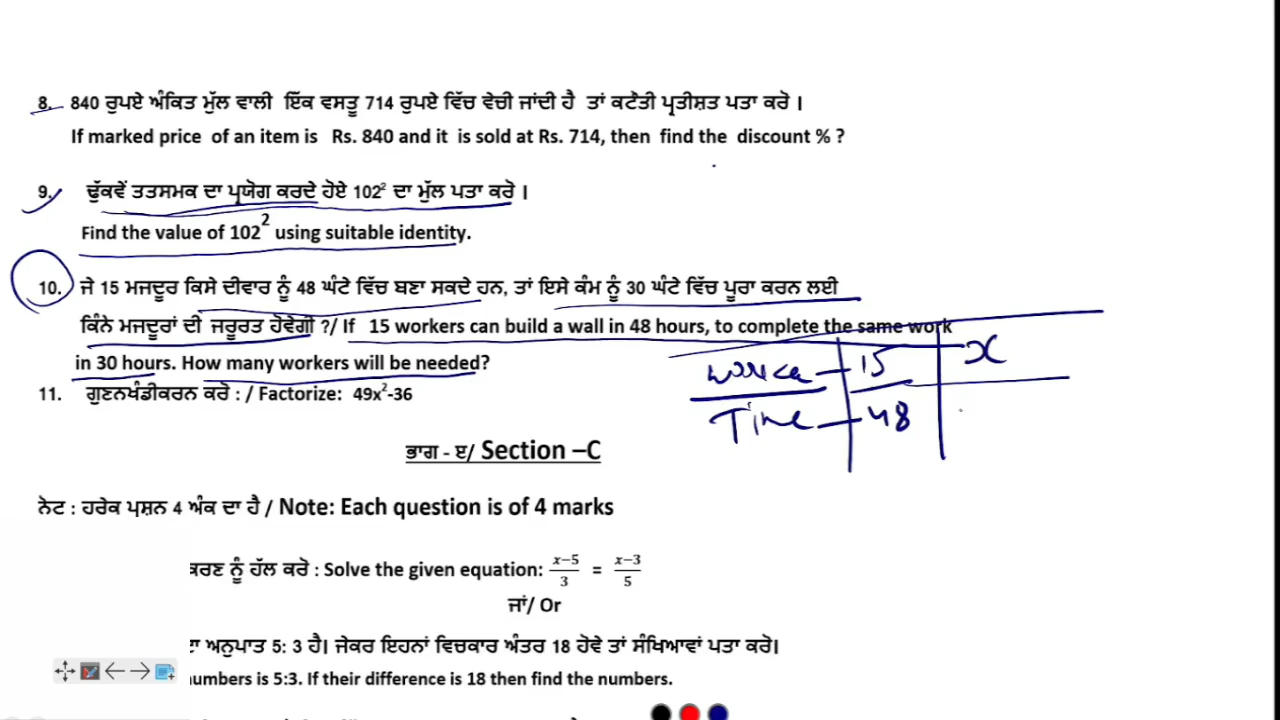 8. 840 ਰੁਪਏ ਅੰਕਿਤ ਮੁੱਲ ਵਾਲੀ ਇੱਕ ਵਸਤੂ 714 ਰੁਪਏ ਵਿੱਚ ਵੇਚੀ ਜਾਂਦੀ ਹੈ ਤਾਂ ਕਟੌਤੀ ਪ੍ਰਤੀਸ਼ਤ ਪਤਾ ਕਰੋ ।
If marked price of an item is Rs. 840 and it is sold at Rs. 714, then find the discount % ?
9. ਢੁੱਕਵੇਂ ਤਤਸਮਕ ਦਾ ਪ੍ਰਯੋਗ ਕਰਦੇ ਹੋਏ 102² ਦਾ ਮੁੱਲ ਪਤਾ ਕਰੋ ।
Find the value of 102² using suitable identity.
10. ਜੇ 15 ਮਜਦੂਰ ਕਿਸੇ ਦੀਵਾਰ ਨੂੰ 48 ਘੰਟੇ ਵਿੱਚ ਬਣਾ ਸਕਦੇ ਹਨ, ਤਾਂ ਇਸੇ ਕੰਮ ਨੂੰ 30 ਘੰਟੇ ਵਿੱਚ ਪੂਰਾ ਕਰਨ ਲਈ
ਕਿੰਨੇ ਮਜਦੂਰਾਂ ਦੀ ਜਰੂਰਤ ਹੋਵੇਗੀ ?/ If 15 workers can build a wall in 48 hours, to complete the same work
in 30 hours. How many workers will be needed?
15 x
Time 48
11. ਗੁਣਨਖੰਡੀਕਰਨ ਕਰੋ : / Factorize: 49x²-36
ਭਾਗ - ੲ/ Section –C
ਨੋਟ : ਹਰੇਕ ਪ੍ਰਸ਼ਨ 4 ਅੰਕ ਦਾ ਹੈ / Note: Each question is of 4 marks
ਕਰਣ ਨੂੰ ਹੱਲ ਕਰੋ : Solve the given equation: x−5/3 = x−3/5
ਜਾਂ/ Or
ਅਨੁਪਾਤ 5: 3 ਹੈ। ਜੇਕਰ ਇਹਨਾਂ ਵਿਚਕਾਰ ਅੰਤਰ 18 ਹੋਵੇ ਤਾਂ ਸੰਖਿਆਵਾਂ ਪਤਾ ਕਰੋ।
umbers is 5:3. If their difference is 18 then find the numbers.